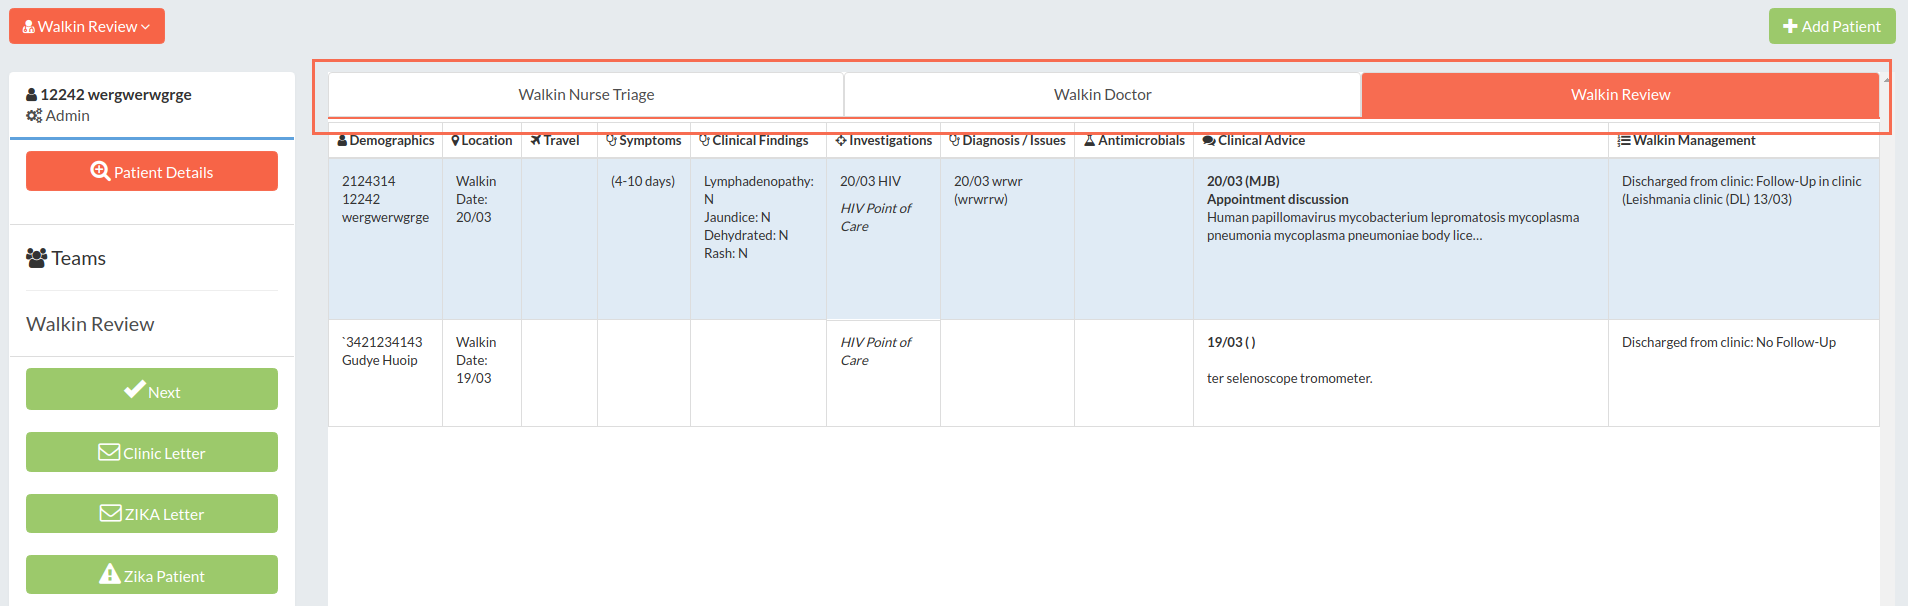 Walkin Review
Add Patient
12242 wergwerwgrge
Admin
Patient Details
Teams
Walkin Review
Next
Clinic Letter
ZIKA Letter
Zika Patient
Walkin Nurse Triage
Walkin Doctor
Walkin Review
Demographics
Location
Travel
Symptoms
Clinical Findings
Investigations
Diagnosis / Issues
Antimicrobials
Clinical Advice
Walkin Management
2124314
12242
wergwerwgrge
Walkin
Date:
20/03
(4-10 days)
Lymphadenopathy:
N
Jaundice: N
Dehydrated: N
Rash: N
20/03 HIV
HIV Point of
Care
20/03 wrwr
(wrwrrw)
20/03 (MJB)
Appointment discussion
Human papillomavirus mycobacterium lepromatosis mycoplasma
pneumonia mycoplasma pneumoniae body lice...
Discharged from clinic: Follow-Up in clinic
(Leishmania clinic (DL) 13/03)
`3421234143
Gudye Huoip
Walkin
Date:
19/03
HIV Point of
Care
19/03 ( )
ter selenoscope tromometer.
Discharged from clinic: No Follow-Up